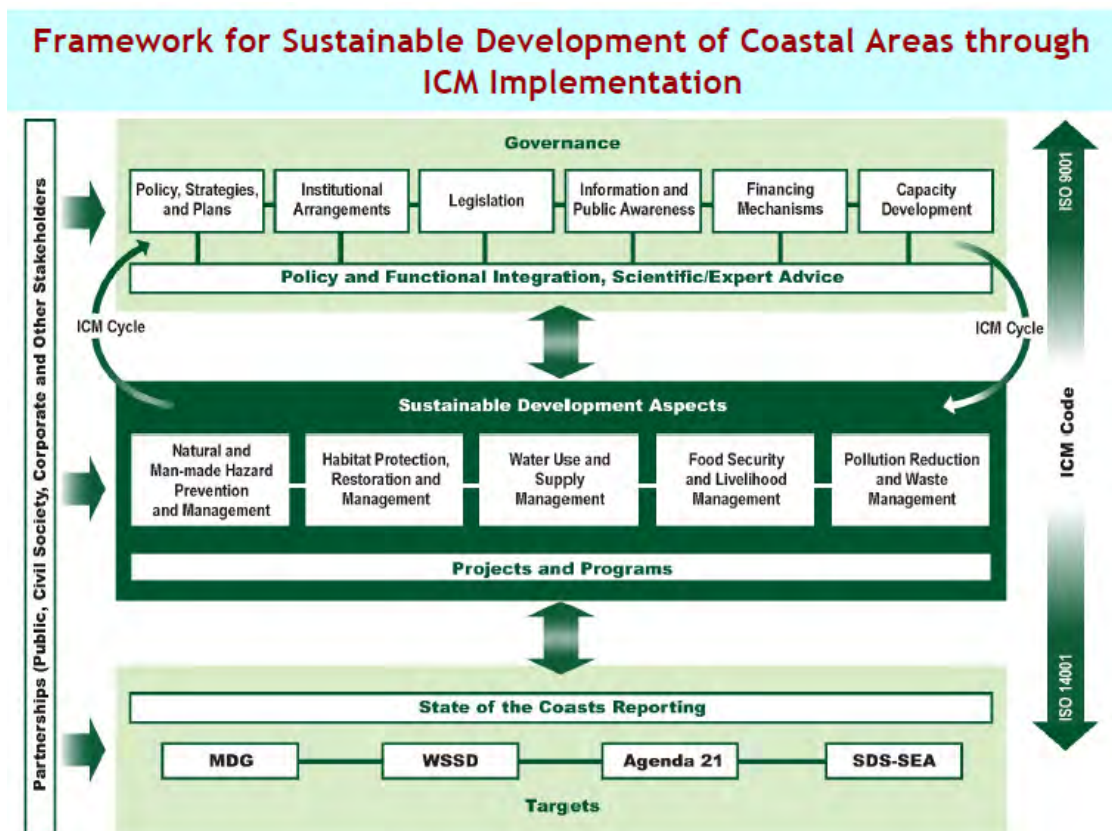 Framework for Sustainable Development of Coastal Areas through
ICM Implementation
Partnerships (Public, Civil Society, Corporate and Other Stakeholders
Governance
Policy, Strategies,
and Plans
Institutional
Arrangements
Legislation
Information and
Public Awareness
Financing
Mechanisms
Capacity
Development
Policy and Functional Integration, Scientific/Expert Advice
ICM Cycle
ICM Cycle
Sustainable Development Aspects
Natural and
Man-made Hazard
Prevention
and Management
Habitat Protection,
Restoration and
Management
Water Use and
Supply
Management
Food Security
and Livelihood
Management
Pollution Reduction
and Waste
Management
Projects and Programs
State of the Coasts Reporting
MDG
WSSD
Agenda 21
SDS-SEA
Targets
ISO 9001
ICM Code
ISO 14001